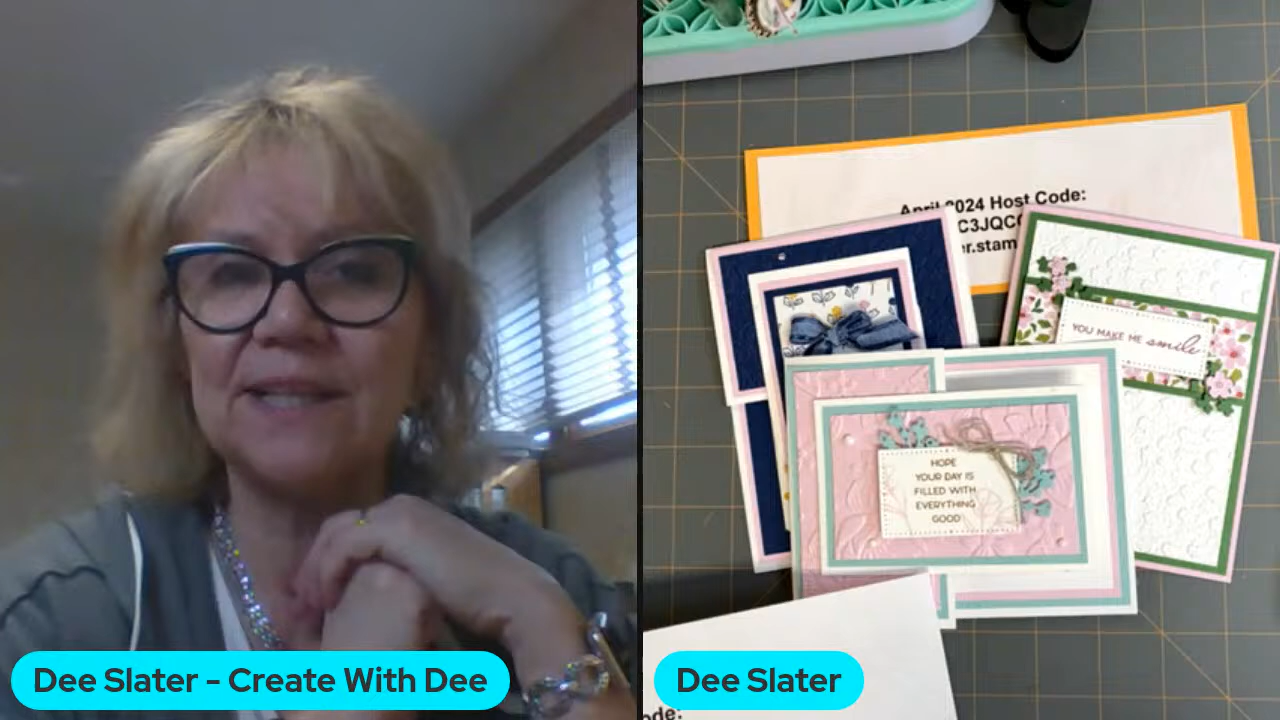 April 2024 Host Code:
YOU MAKE ME smile
HOPE
YOUR DAY IS
FILLED WITH
EVERYTHING
GOOD
Dee Slater - Create With Dee
Dee Slater